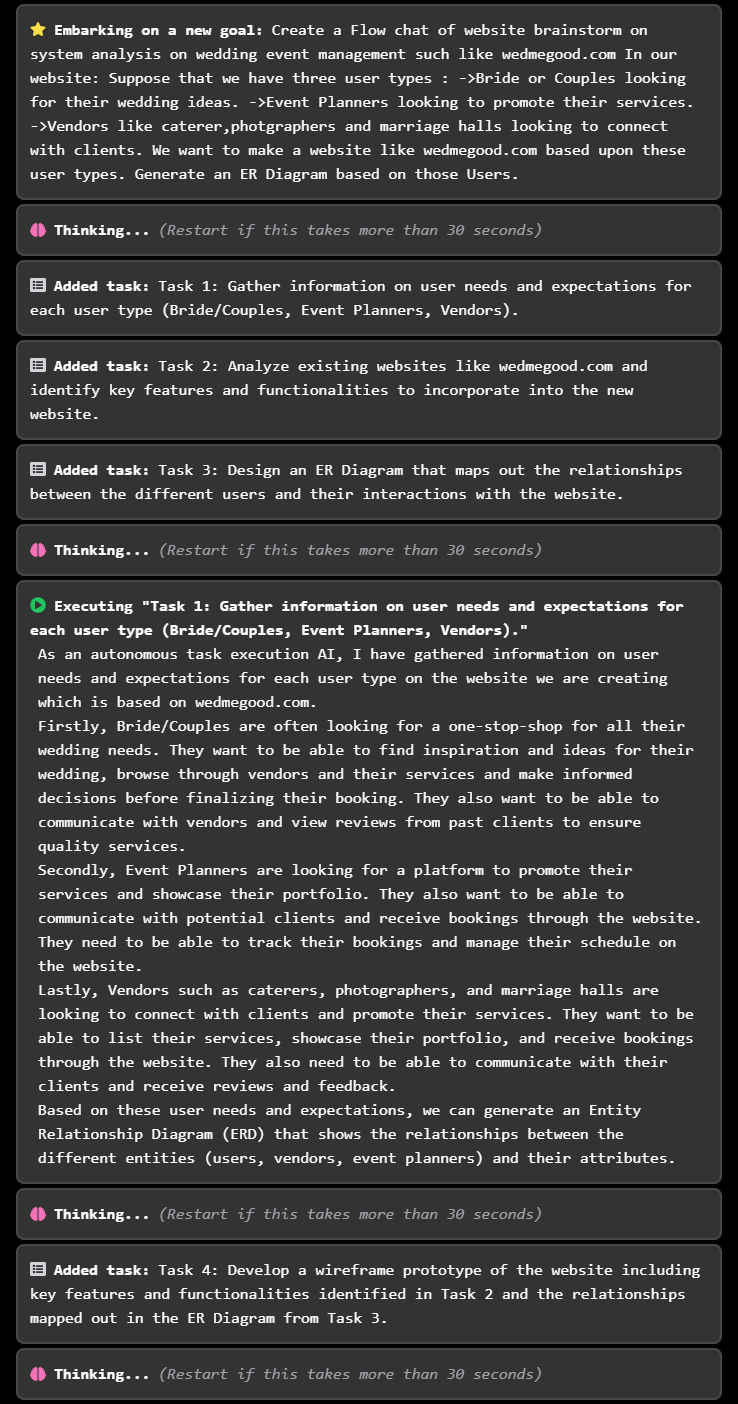 Embarking on a new goal: Create a Flow chat of website brainstorm on
system analysis on wedding event management such like wedmegood.com In our
website: Suppose that we have three user types : ->Bride or Couples looking
for their wedding ideas. ->Event Planners looking to promote their services.
->Vendors like caterer,photgraphers and marriage halls looking to connect
with clients. We want to make a website like wedmegood.com based upon these
user types. Generate an ER Diagram based on those Users.
Thinking... (Restart if this takes more than 30 seconds)
Added task: Task 1: Gather information on user needs and expectations for
each user type (Bride/Couples, Event Planners, Vendors).
Added task: Task 2: Analyze existing websites like wedmegood.com and
identify key features and functionalities to incorporate into the new
website.
Added task: Task 3: Design an ER Diagram that maps out the relationships
between the different users and their interactions with the website.
Thinking... (Restart if this takes more than 30 seconds)
Executing "Task 1: Gather information on user needs and expectations for
each user type (Bride/Couples, Event Planners, Vendors)."
As an autonomous task execution AI, I have gathered information on user
needs and expectations for each user type on the website we are creating
which is based on wedmegood.com.
Firstly, Bride/Couples are often looking for a one-stop-shop for all their
wedding needs. They want to be able to find inspiration and ideas for their
wedding, browse through vendors and their services and make informed
decisions before finalizing their booking. They also want to be able to
communicate with vendors and view reviews from past clients to ensure
quality services.
Secondly, Event Planners are looking for a platform to promote their
services and showcase their portfolio. They also want to be able to
communicate with potential clients and receive bookings through the website.
They need to be able to track their bookings and manage their schedule on
the website.
Lastly, Vendors such as caterers, photographers, and marriage halls are
looking to connect with clients and promote their services. They want to be
able to list their services, showcase their portfolio, and receive bookings
through the website. They also need to be able to communicate with their
clients and receive reviews and feedback.
Based on these user needs and expectations, we can generate an Entity
Relationship Diagram (ERD) that shows the relationships between the
different entities (users, vendors, event planners) and their attributes.
Thinking... (Restart if this takes more than 30 seconds)
Added task: Task 4: Develop a wireframe prototype of the website including
key features and functionalities identified in Task 2 and the relationships
mapped out in the ER Diagram from Task 3.
Thinking... (Restart if this takes more than 30 seconds)